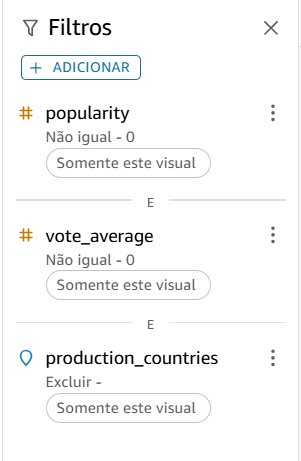 Filtros
+ ADICIONAR
# popularity
Não igual - 0
Somente este visual
E
# vote_average
Não igual - 0
Somente este visual
E
production_countries
Excluir -
Somente este visual